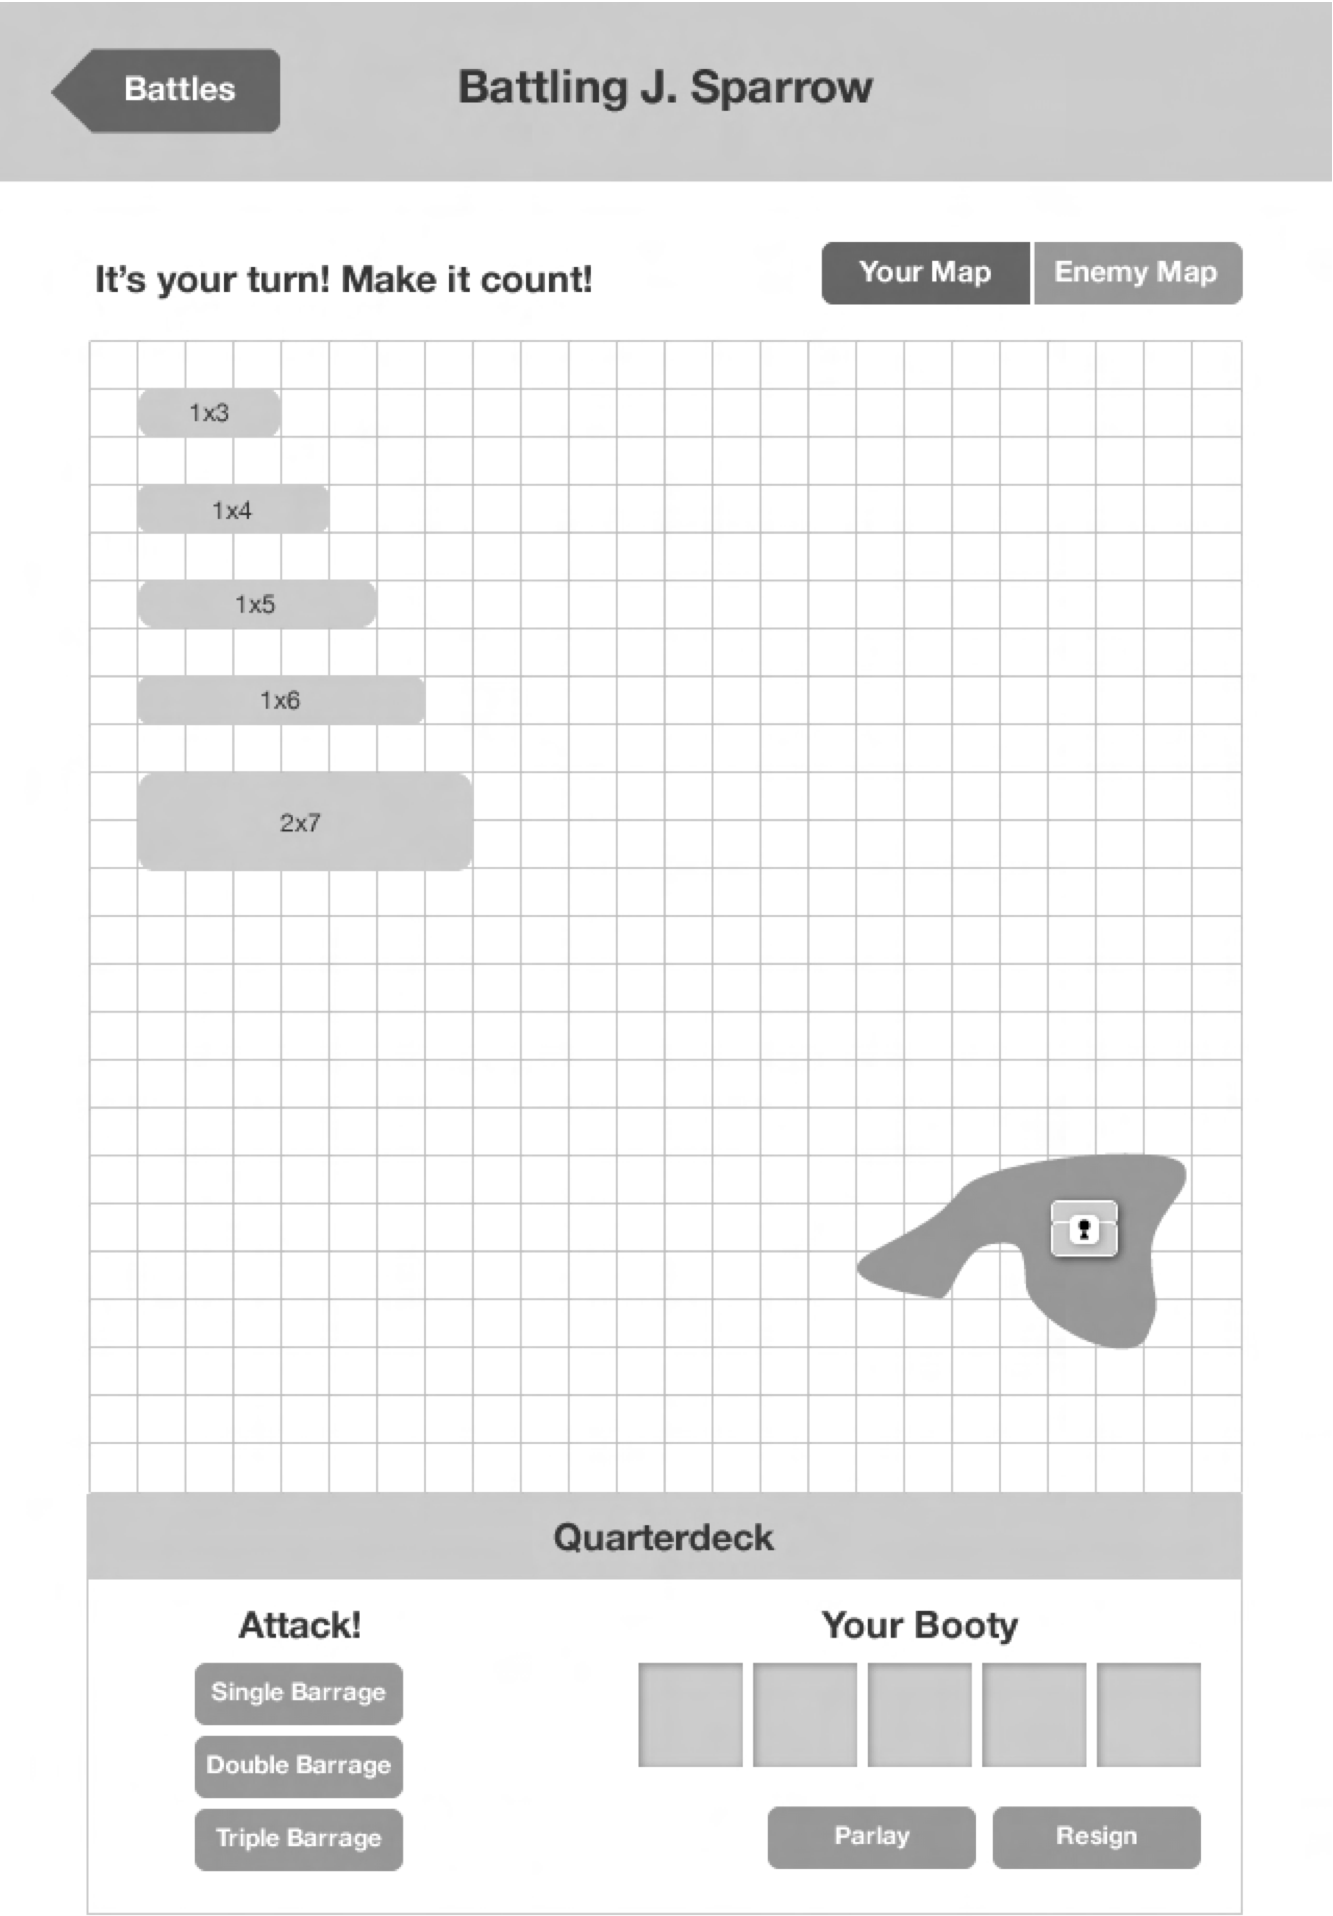 Battles
Battling J. Sparrow
It's your turn! Make it count!
Your Map
Enemy Map
1x3
1x4
1x5
1x6
2x7
Quarterdeck
Attack!
Your Booty
Single Barrage
Double Barrage
Triple Barrage
Parlay
Resign